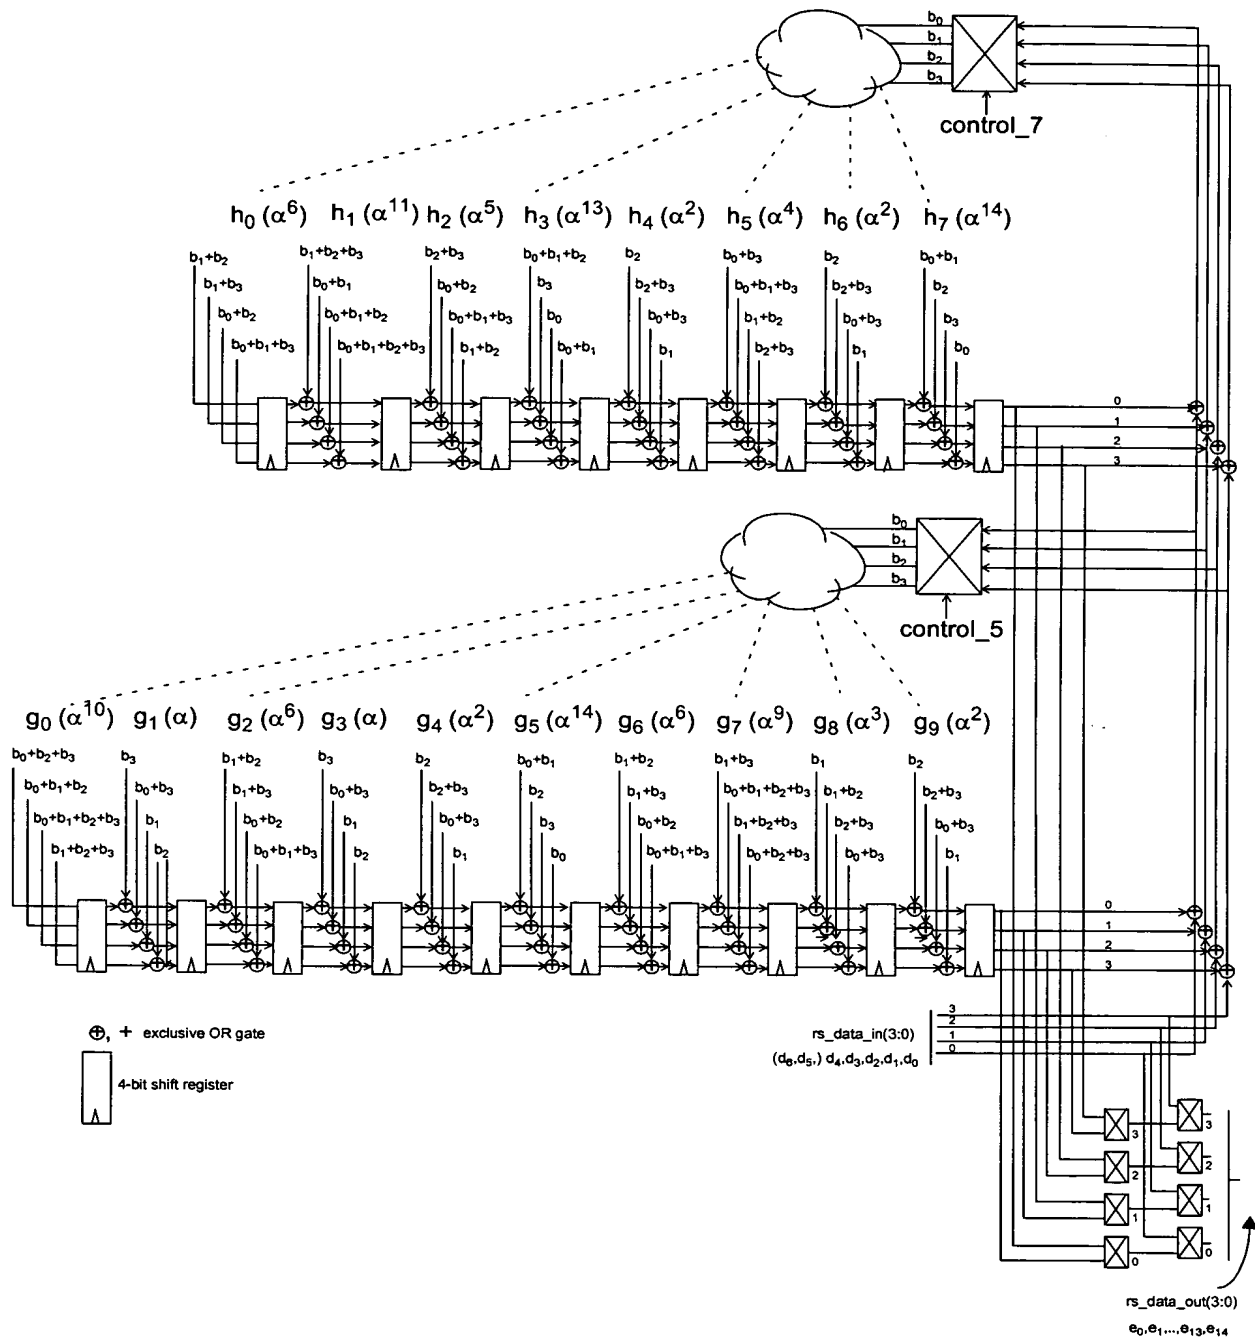 b₀
b₁
b₂
b₃
control_7
h₀ (α⁶) h₁ (α¹¹) h₂ (α⁵) h₃ (α¹³) h₄ (α²) h₅ (α⁴) h₆ (α²) h₇ (α¹⁴)
b₁+b₂ b₁+b₂+b₃ b₂+b₃ b₀+b₁+b₂ b₂ b₀+b₃ b₂ b₀+b₁
b₁+b₃ b₀+b₁ b₀+b₂ b₃ b₂+b₃ b₀+b₁+b₃ b₂+b₃ b₂
b₀+b₂ b₀+b₁+b₂ b₀+b₁+b₃ b₀ b₀+b₃ b₁+b₂ b₀+b₃ b₃
b₀+b₁+b₃ b₀+b₁+b₂+b₃ b₁+b₂ b₀+b₁ b₁ b₂+b₃ b₁ b₀
0
1
2
3
b₀
b₁
b₂
b₃
control_5
g₀ (α¹⁰) g₁ (α) g₂ (α⁶) g₃ (α) g₄ (α²) g₅ (α¹⁴) g₆ (α⁶) g₇ (α⁹) g₈ (α³) g₉ (α²)
b₀+b₂+b₃ b₃ b₁+b₂ b₃ b₂ b₀+b₁ b₁+b₂ b₁+b₃ b₁ b₂
b₀+b₁+b₂ b₀+b₃ b₁+b₃ b₀+b₃ b₂+b₃ b₂ b₁+b₃ b₀+b₁+b₂+b₃ b₁+b₂ b₂+b₃
b₀+b₁+b₂+b₃ b₁ b₀+b₂ b₁ b₀+b₃ b₃ b₀+b₂ b₁+b₂+b₃ b₂+b₃ b₀+b₃
b₁+b₂+b₃ b₂ b₀+b₁+b₃ b₂ b₁ b₀ b₀+b₁+b₃ b₀+b₂+b₃ b₀+b₃ b₁
0
1
2
3
⊕, + exclusive OR gate
4-bit shift register
rs_data_in(3:0)
(d₆,d₅,) d₄,d₃,d₂,d₁,d₀
3
2
1
0
3 3
2 2
1 1
0 0
rs_data_out(3:0)
e₀,e₁,..,e₁₃,e₁₄